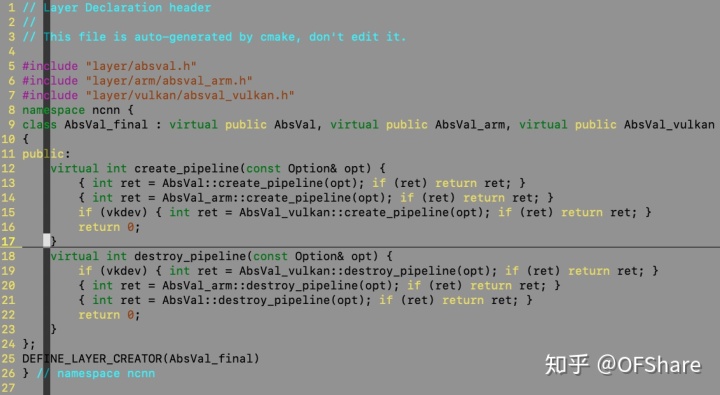 1 // Layer Declaration header
2 //
3 // This file is auto-generated by cmake, don't edit it.
4
5 #include "layer/absval.h"
6 #include "layer/arm/absval_arm.h"
7 #include "layer/vulkan/absval_vulkan.h"
8 namespace ncnn {
9 class AbsVal_final : virtual public AbsVal, virtual public AbsVal_arm, virtual public AbsVal_vulkan
10 {
11 public:
12     virtual int create_pipeline(const Option& opt) {
13         { int ret = AbsVal::create_pipeline(opt); if (ret) return ret; }
14         { int ret = AbsVal_arm::create_pipeline(opt); if (ret) return ret; }
15         if (vkdev) { int ret = AbsVal_vulkan::create_pipeline(opt); if (ret) return ret; }
16         return 0;
17     }
18     virtual int destroy_pipeline(const Option& opt) {
19         if (vkdev) { int ret = AbsVal_vulkan::destroy_pipeline(opt); if (ret) return ret; }
20         { int ret = AbsVal_arm::destroy_pipeline(opt); if (ret) return ret; }
21         { int ret = AbsVal::destroy_pipeline(opt); if (ret) return ret; }
22         return 0;
23     }
24 };
25 DEFINE_LAYER_CREATOR(AbsVal_final)
26 } // namespace ncnn
27
知乎 @OFShare